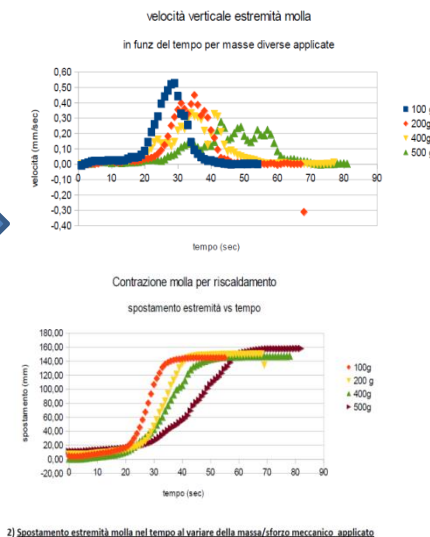 velocità verticale estremità molla
in funz del tempo per masse diverse applicate
velocità (mm/sec)
0,60
0,50
0,40
0,30
0,20
0,10
0,00
-0,10
-0,20
-0,30
-0,40
0 10 20 30 40 50 60 70 80 90
tempo (sec)
100 g
200g
400g
500 g
Contrazione molla per riscaldamento
spostamento estremità vs tempo
spostamento (mm)
180,00
160,00
140,00
120,00
100,00
80,00
60,00
40,00
20,00
0,00
-20,00
0 10 20 30 40 50 60 70 80 90
tempo (sec)
100g
200 g
400g
500g
2) Spostamento estremità molla nel tempo al variare della massa/sforzo meccanico applicato